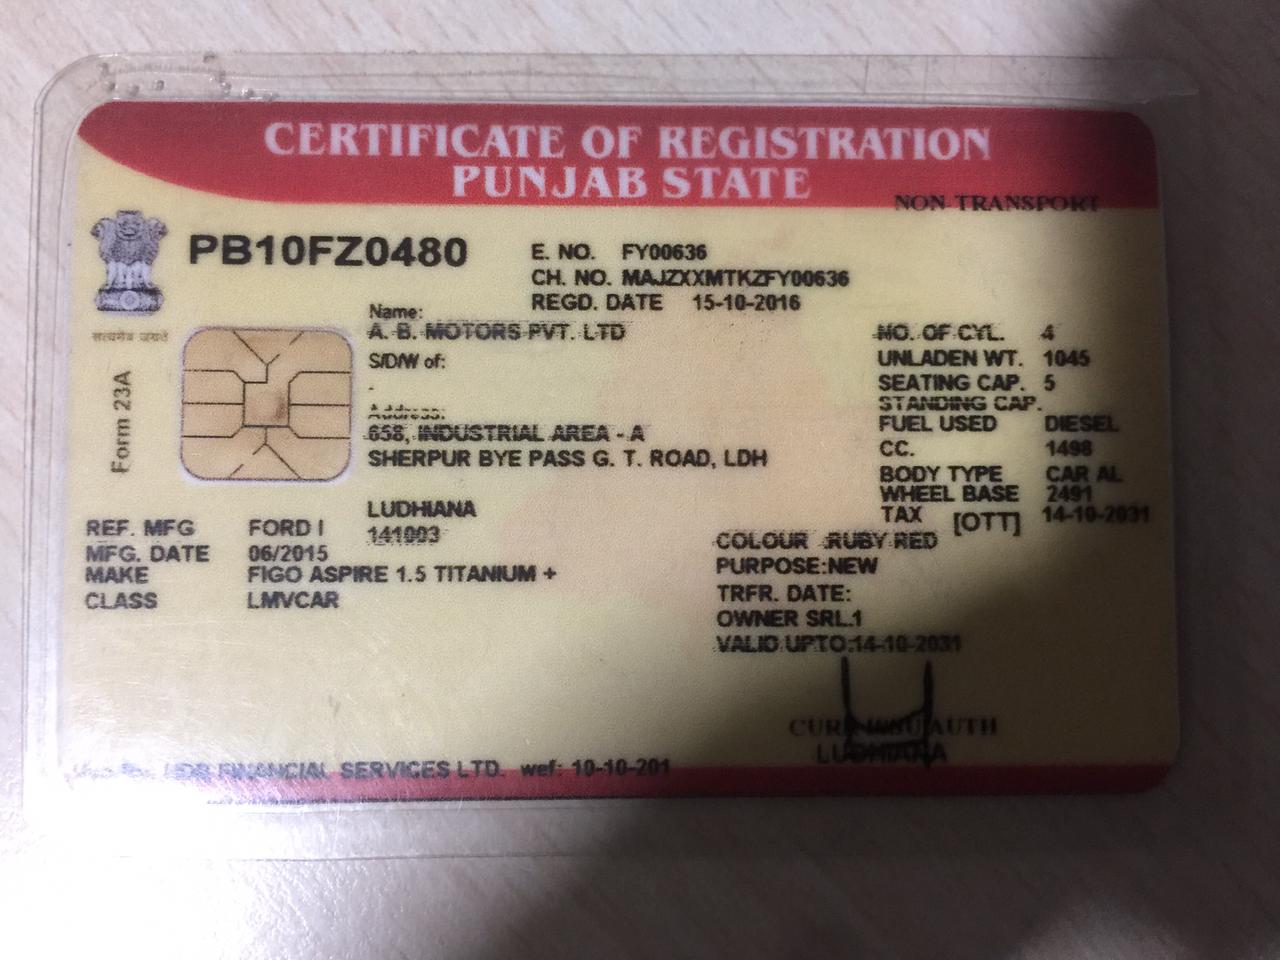 CERTIFICATE OF REGISTRATION
PUNJAB STATE
NON TRANSPORT
PB10FZ0480
E. NO. FY00636
CH. NO. MAJZXXMTKZFY00636
REGD. DATE 15-10-2016
सत्यमेव जयते
Form 23A
Name:
A. B. MOTORS PVT. LTD
S/D/W of:
-
Address:
658, INDUSTRIAL AREA - A
SHERPUR BYE PASS G. T. ROAD, LDH
LUDHIANA
141003
NO. OF CYL. 4
UNLADEN WT. 1045
SEATING CAP. 5
STANDING CAP.
FUEL USED DIESEL
CC. 1498
BODY TYPE CAR AL
WHEEL BASE 2491
TAX [OTT] 14-10-2031
REF. MFG FORD I
MFG. DATE 06/2015
MAKE FIGO ASPIRE 1.5 TITANIUM +
CLASS LMVCAR
COLOUR RUBY RED
PURPOSE:NEW
TRFR. DATE:
OWNER SRL.1
VALID UPTO:14-10-2031
AUTH
LUDHIANA
FINANCIAL SERVICES LTD. wef: 10-10-201